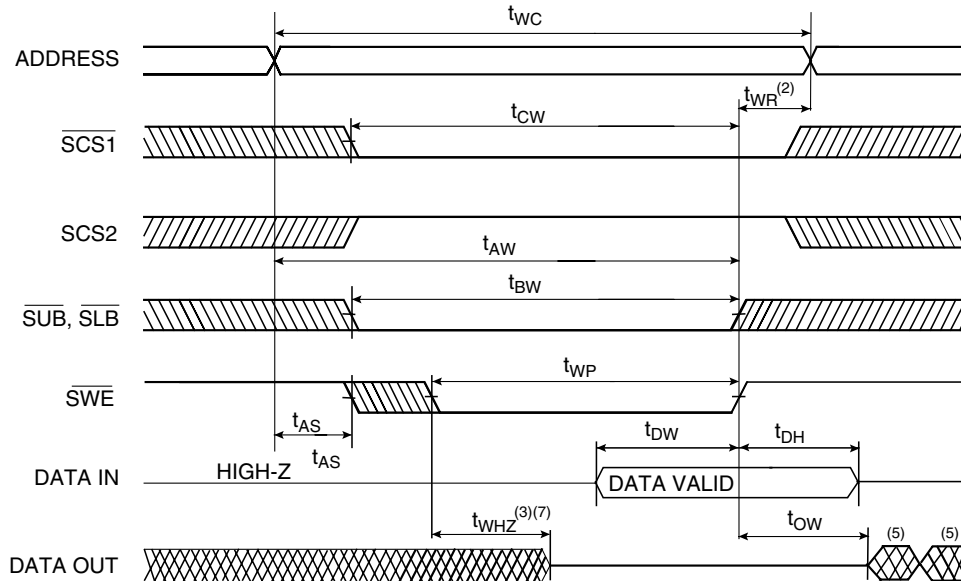 tWC
ADDRESS
tWR(2)
tCW
SCS1
SCS2
tAW
tBW
SUB, SLB
tWP
SWE
tAS
tAS
tDW
tDH
HIGH-Z
DATA IN
DATA VALID
tWHZ(3)(7)
tOW
(5)
(5)
DATA OUT